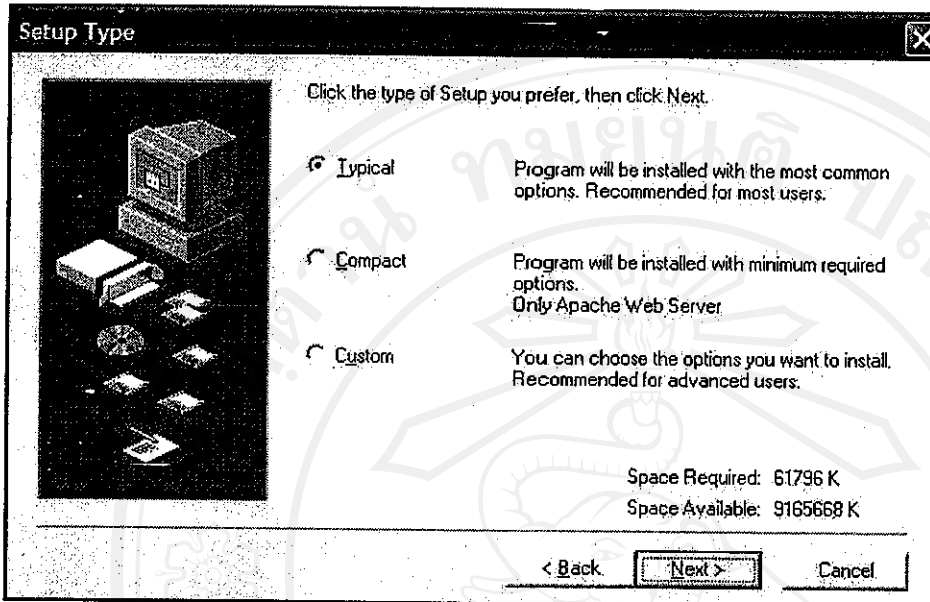 Setup Type
Click the type of Setup you prefer, then click Next.
Typical
Program will be installed with the most common
options. Recommended for most users.
Compact
Program will be installed with minimum required
options.
Only Apache Web Server
Custom
You can choose the options you want to install.
Recommended for advanced users.
Space Required: 61796 K
Space Available: 9165668 K
< Back
Next >
Cancel